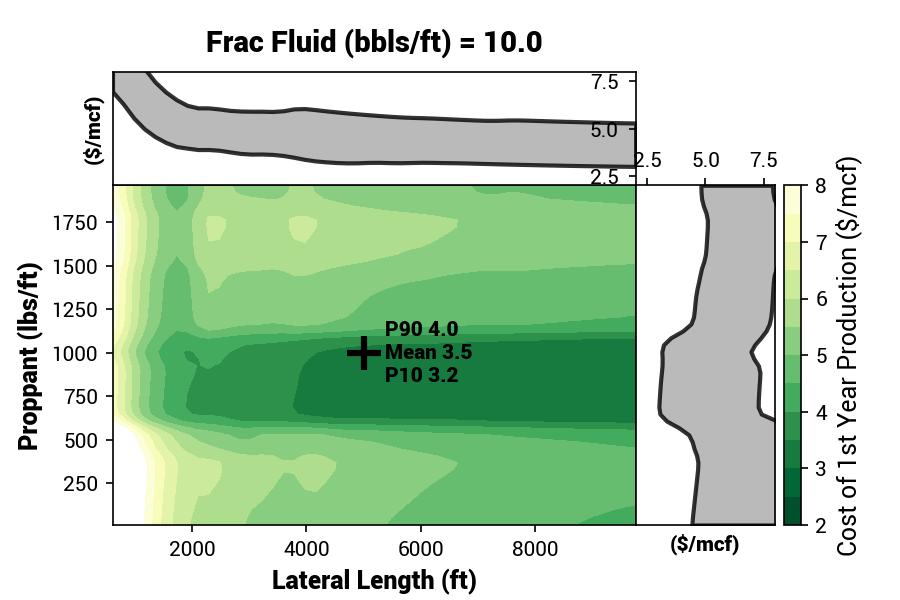 Frac Fluid (bbls/ft) = 10.0
($/mcf)
7.5
5.0
2.5
2.5 5.0 7.5
Proppant (lbs/ft)
1750
1500
1250
1000
750
500
250
P90 4.0
Mean 3.5
P10 3.2
2000 4000 6000 8000
Lateral Length (ft)
($/mcf)
8
7
6
5
4
3
2
Cost of 1st Year Production ($/mcf)